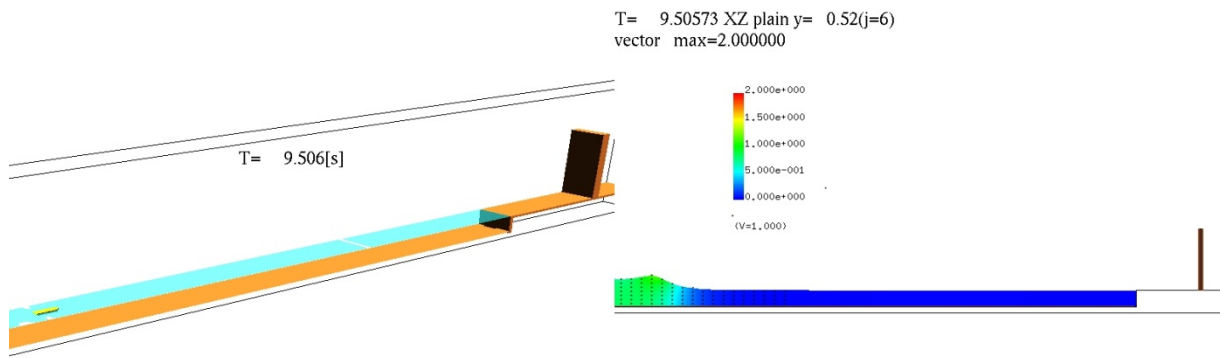 T= 9.506[s]
T= 9.50573 XZ plain y= 0.52(j=6)
vector max=2.000000
2.000e+000
1.500e+000
1.000e+000
5.000e-001
0.000e+000
(V=1.000)